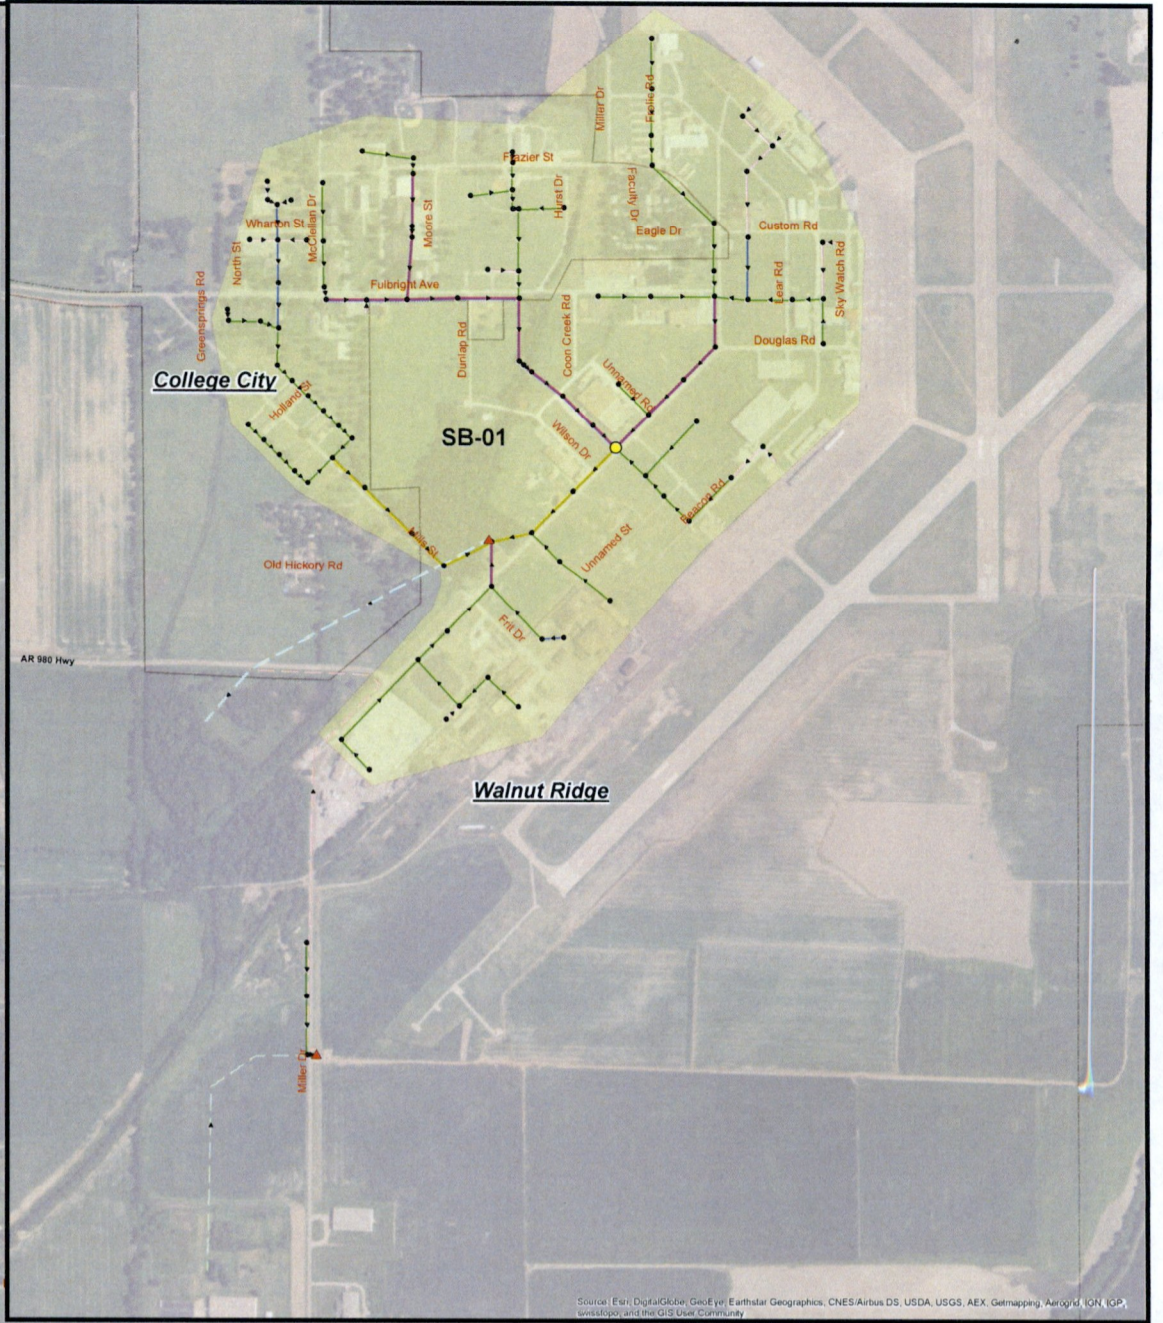 Miller Dr
Frolic Rd
Frazier St
Hurst Dr
Faculty Dr
Eagle Dr
Custom Rd
Wharton St
McClellan Dr
Moore St
North St
Greensprings Rd
Fulbright Ave
Lear Rd
Sky Watch Rd
Coon Creek Rd
Dunlap Rd
Douglas Rd
College City
Holland St
Unnamed Rd
SB-01
Wilson Dr
Beacon Rd
Hills St
Unnamed St
Old Hickory Rd
Frit Dr
AR 980 Hwy
Walnut Ridge
Miller Dr
Source: Esri, DigitalGlobe, GeoEye, Earthstar Geographics, CNES/Airbus DS, USDA, USGS, AEX, Getmapping, Aerogrid, IGN, IGP,
swisstopo, and the GIS User Community